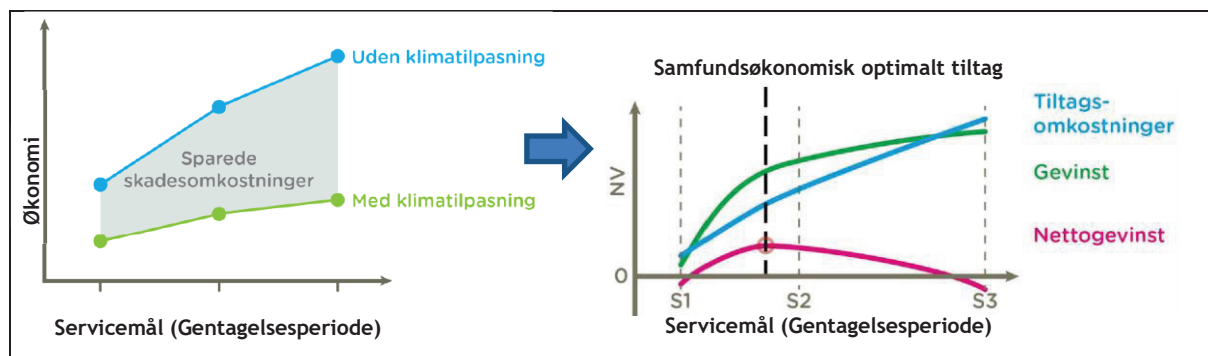 Økonomi
Uden klimatilpasning
Sparede
skadesomkostninger
Med klimatilpasning
Servicemål (Gentagelsesperiode)
Samfundsøkonomisk optimalt tiltag
NV
0
S1
S2
S3
Servicemål (Gentagelsesperiode)
Tiltags-
omkostninger
Gevinst
Nettogevinst